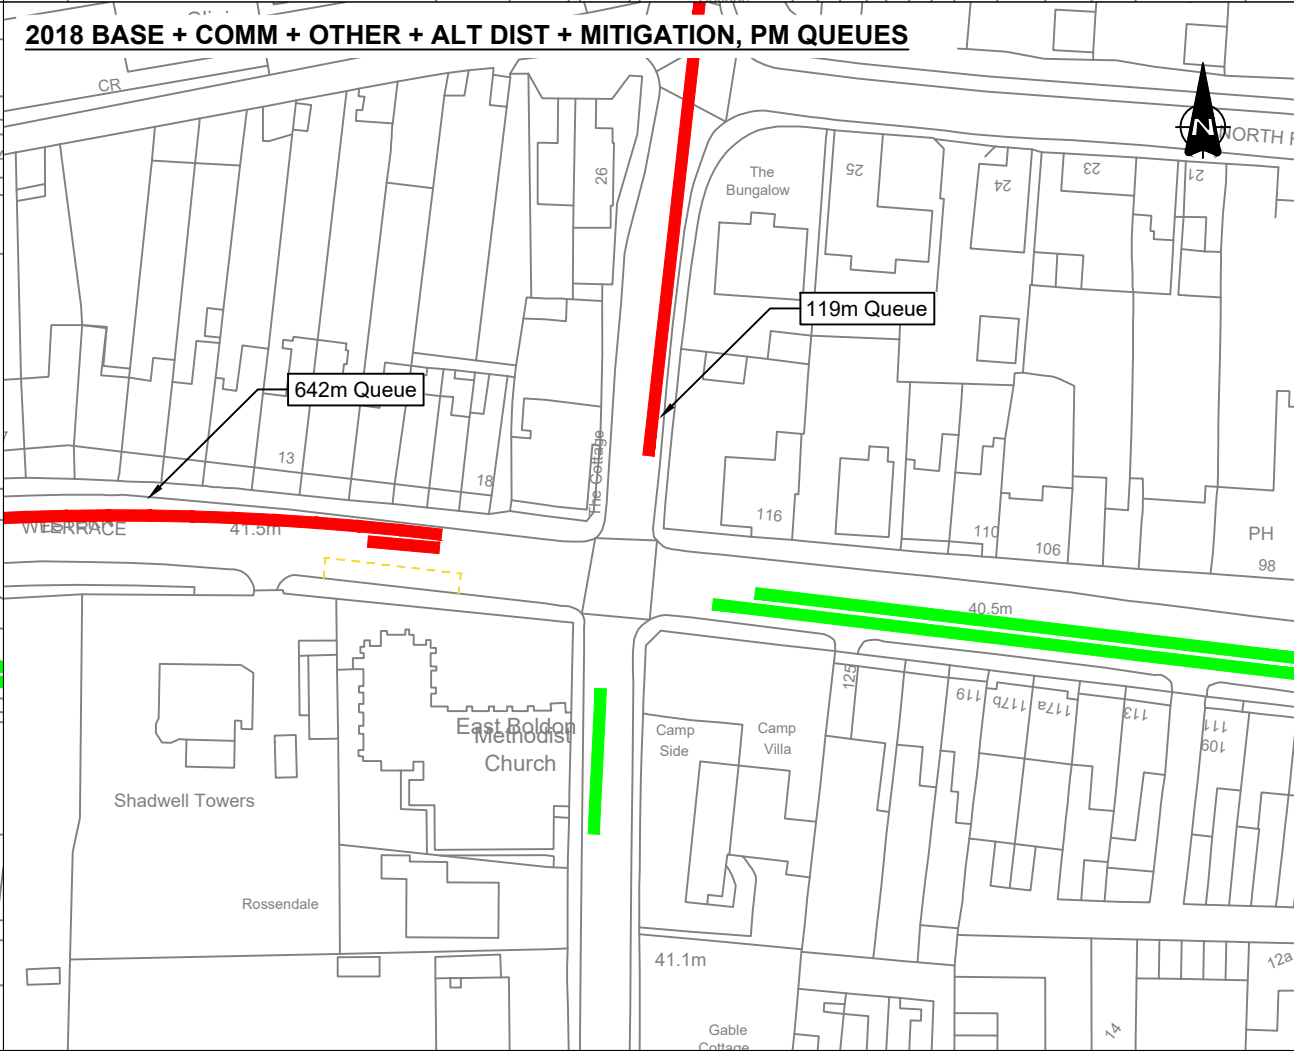 2018 BASE + COMM + OTHER + ALT DIST + MITIGATION, PM QUEUES
CR
N
NORTH
The
Bungalow
26
25
24
23
21
119m Queue
642m Queue
13
18
The Cottage
116
110
106
PH
98
TERRACE
41.5m
40.5m
125
119
117b
117a
113
111
109
East Boldon
Methodist
Church
Camp
Side
Camp
Villa
Shadwell Towers
Rossendale
41.1m
12a
14
Gable
Cottage